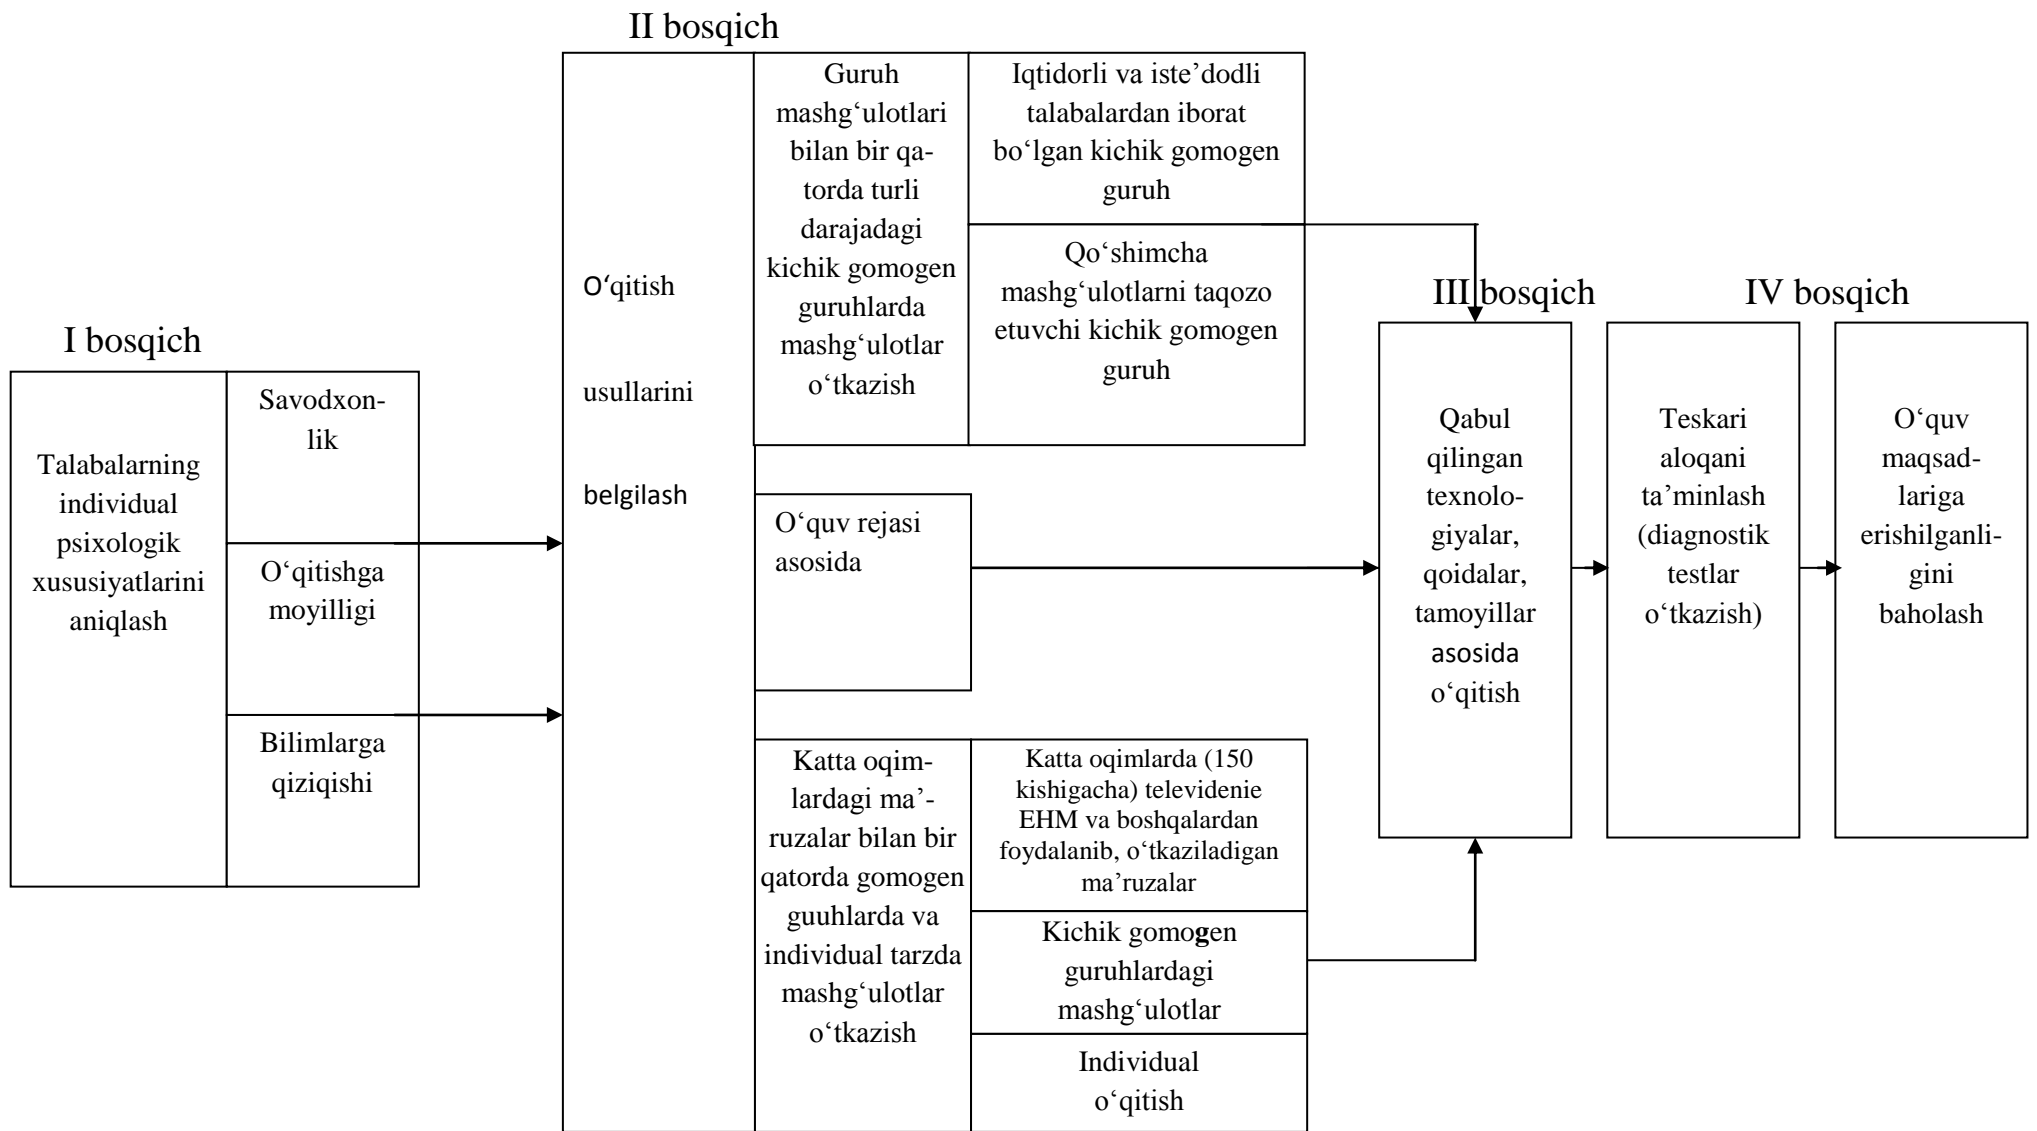 I bosqich
Talabalarning
individual
psixologik
xususiyatlarini
aniqlash
Savodxon-
lik
O‘qitishga
moyilligi
Bilimlarga
qiziqishi
II bosqich
O‘qitish
usullarini
belgilash
Guruh
mashg‘ulotlari
bilan bir qa-
torda turli
darajadagi
kichik gomogen
guruhlarda
mashg‘ulotlar
o‘tkazish
Iqtidorli va iste’dodli
talabalardan iborat
bo‘lgan kichik gomogen
guruh
Qo‘shimcha
mashg‘ulotlarni taqozo
etuvchi kichik gomogen
guruh
O‘quv rejasi
asosida
Katta oqim-
lardagi ma’-
ruzalar bilan bir
qatorda gomogen
guuhlarda va
individual tarzda
mashg‘ulotlar
o‘tkazish
Katta oqimlarda (150
kishigacha) televidenie
EHM va boshqalardan
foydalanib, o‘tkaziladigan
ma’ruzalar
Kichik gomogen
guruhlardagi
mashg‘ulotlar
Individual
o‘qitish
III bosqich
Qabul
qilingan
texnolo-
giyalar,
qoidalar,
tamoyillar
asosida
o‘qitish
IV bosqich
Teskari
aloqani
ta’minlash
(diagnostik
testlar
o‘tkazish)
O‘quv
maqsad-
lariga
erishilganli-
gini
baholash